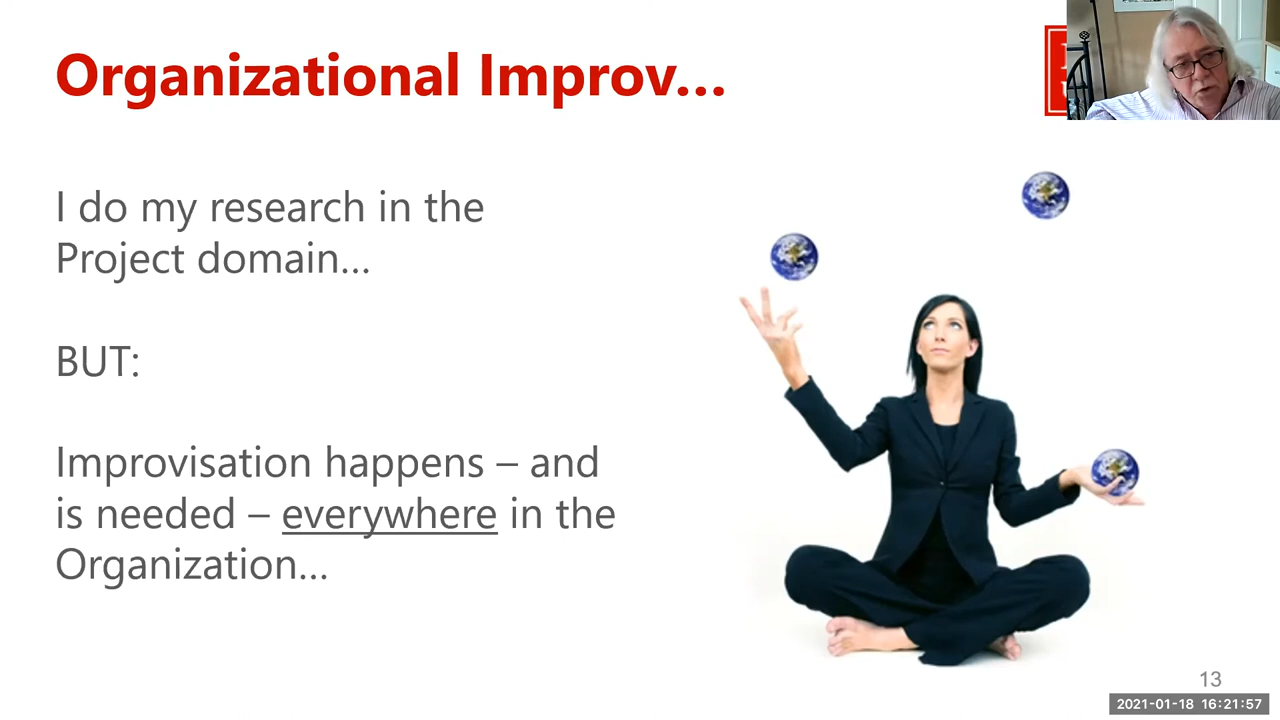 Organizational Improv...
I do my research in the
Project domain...
BUT:
Improvisation happens – and
is needed – everywhere in the
Organization...
13
2021-01-18 16:21:57